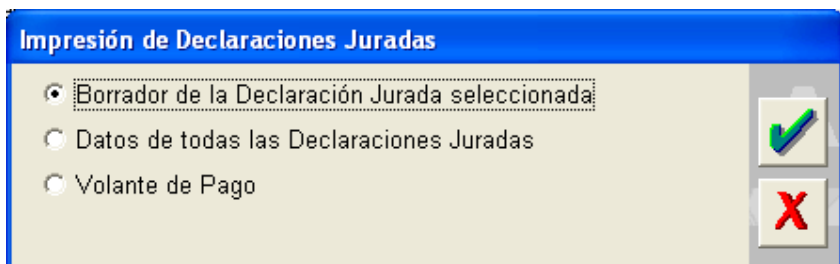 Impresión de Declaraciones Juradas
Borrador de la Declaración Jurada seleccionada
Datos de todas las Declaraciones Juradas
Volante de Pago